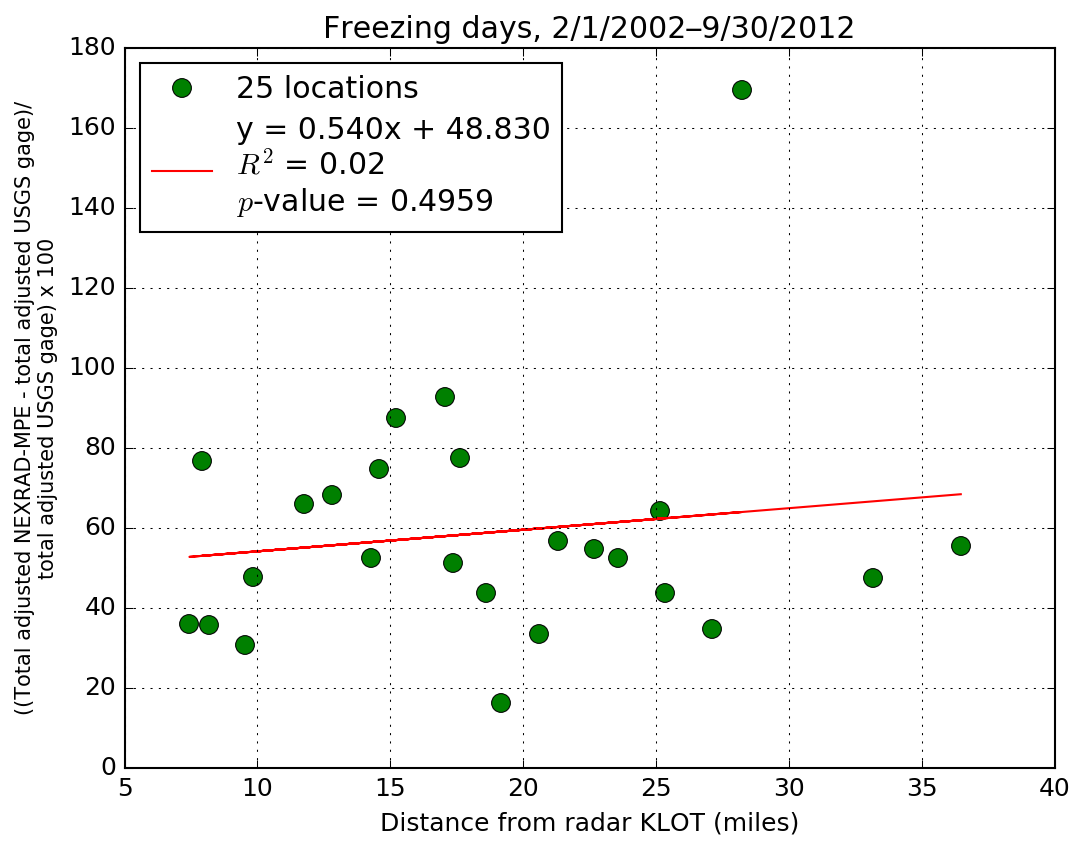 Freezing days, 2/1/2002–9/30/2012
25 locations
y = 0.540x + 48.830
R² = 0.02
p-value = 0.4959
((Total adjusted NEXRAD-MPE - total adjusted USGS gage)/
total adjusted USGS gage) x 100
180
160
140
120
100
80
60
40
20
0
5 10 15 20 25 30 35 40
Distance from radar KLOT (miles)